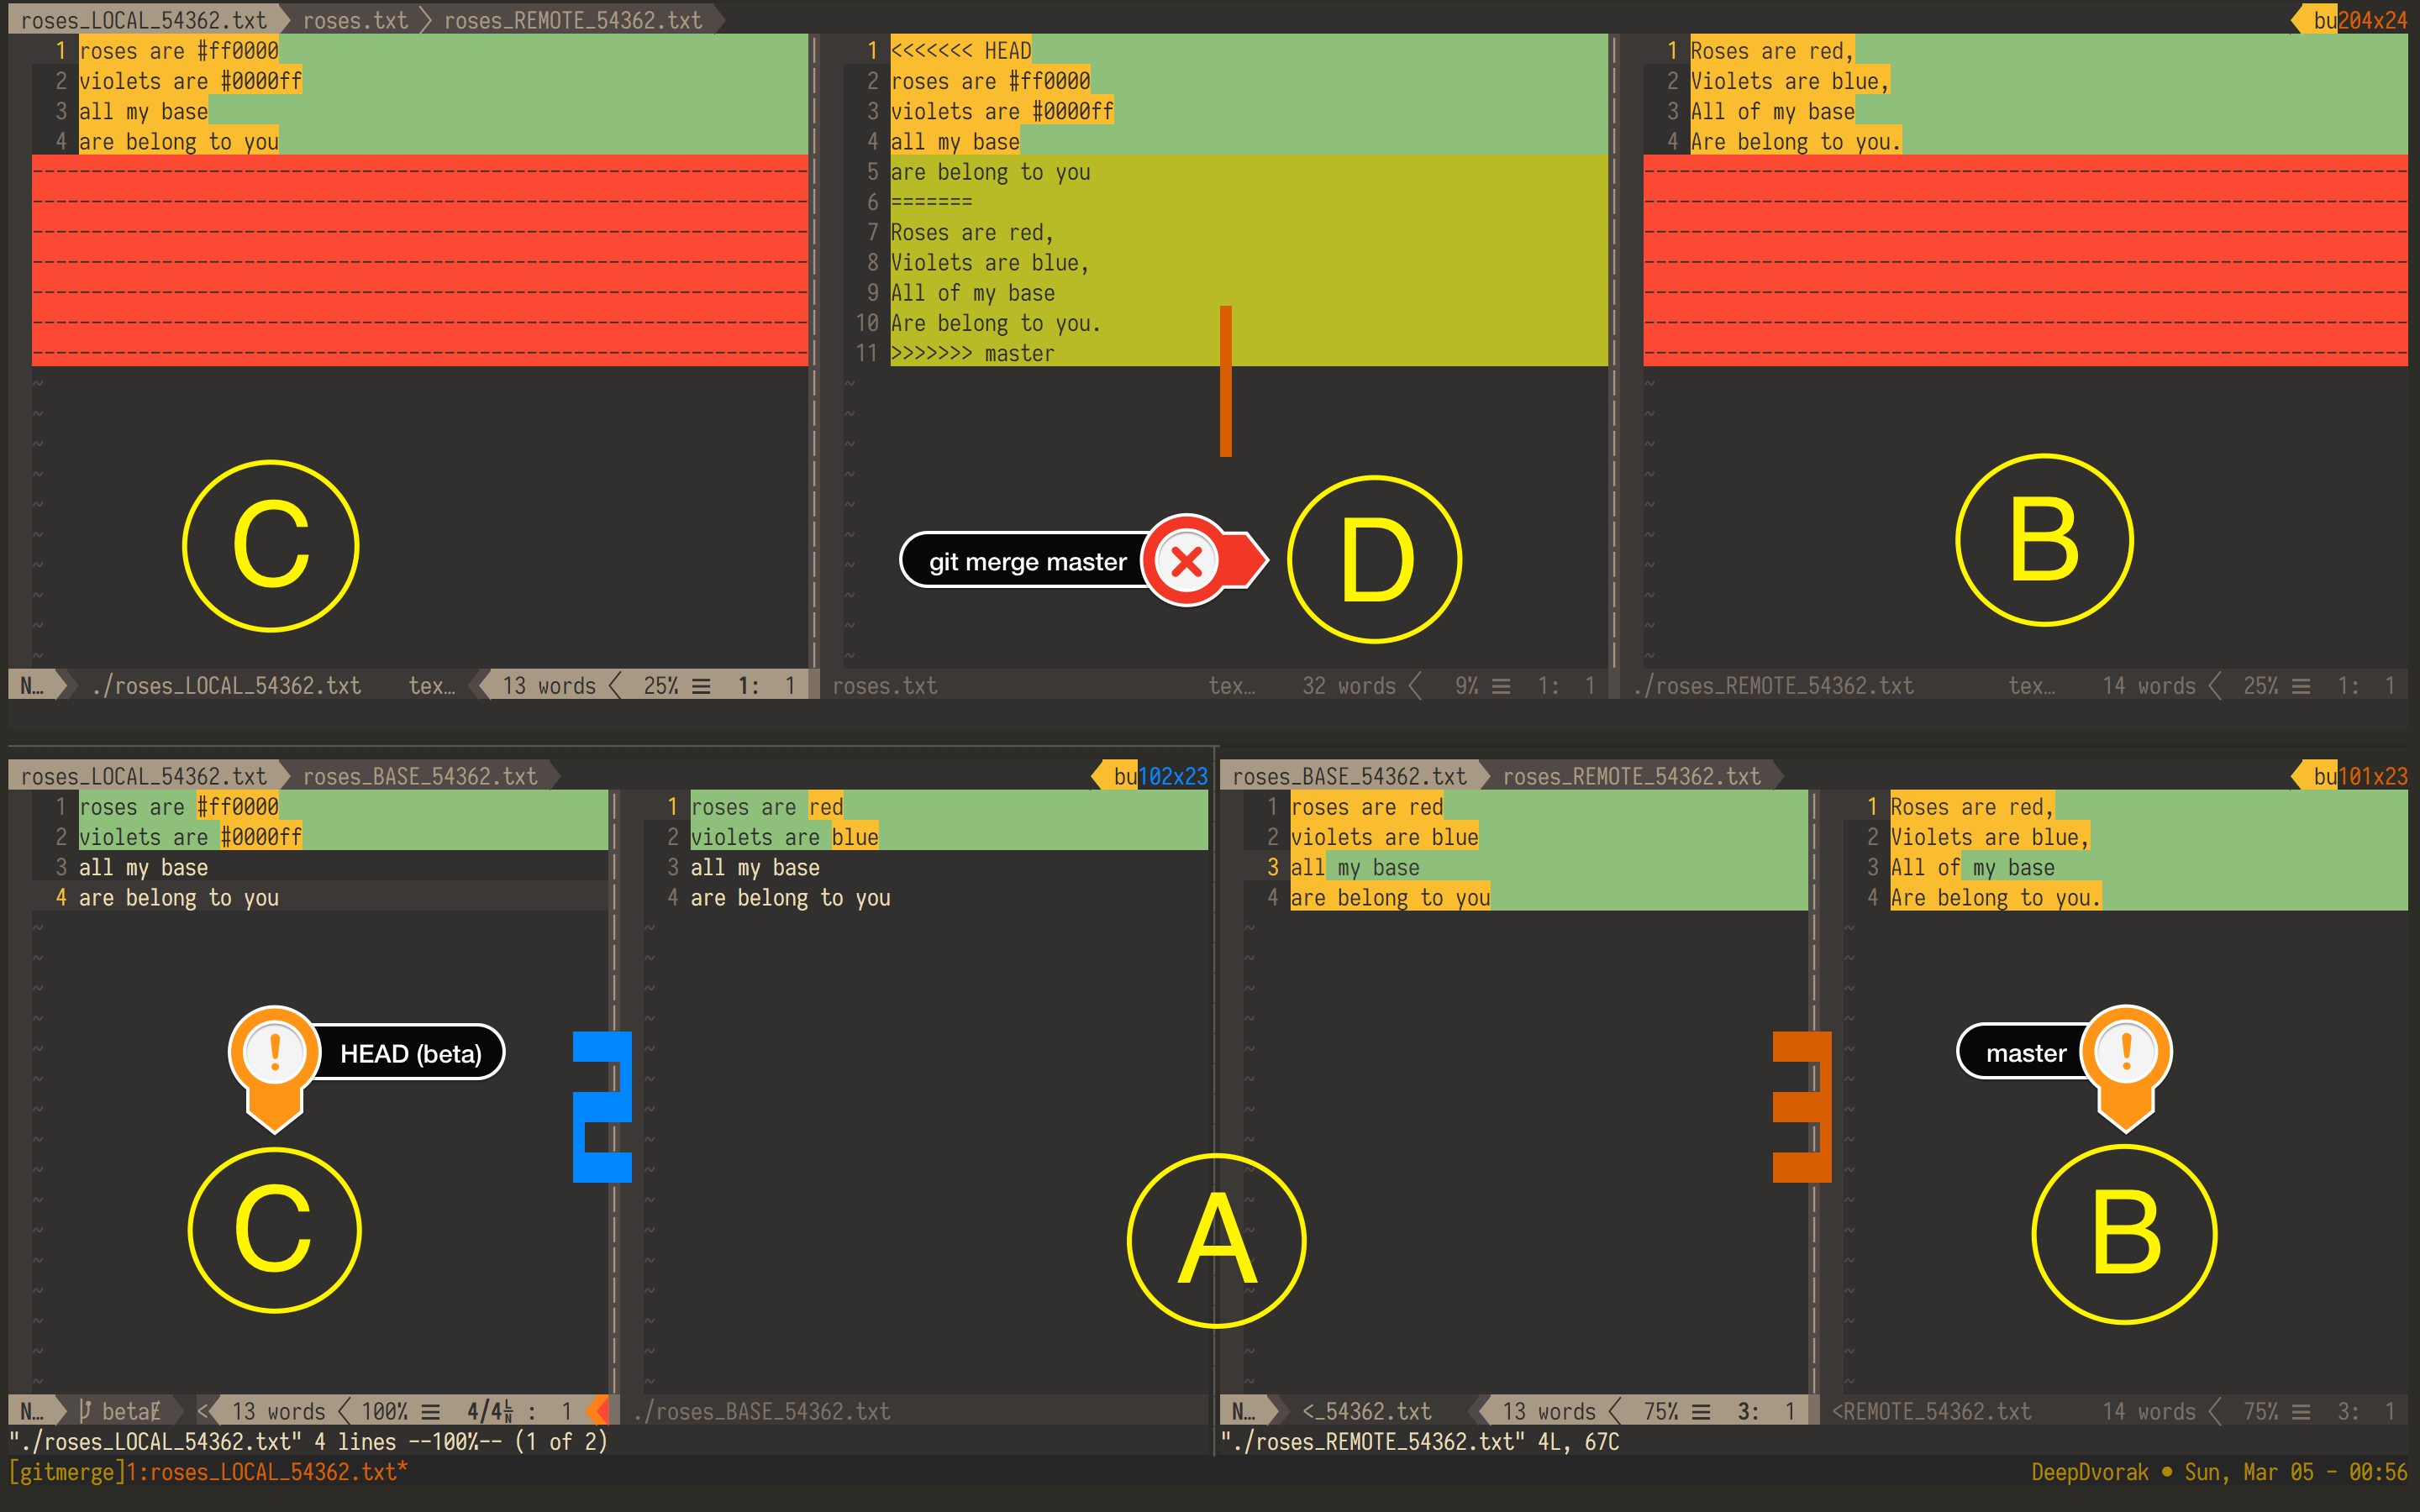 roses_LOCAL_54362.txt roses.txt roses_REMOTE_54362.txt bu204x24
1 roses are #ff0000
2 violets are #0000ff
3 all my base
4 are belong to you
1 <<<<<<< HEAD
2 roses are #ff0000
3 violets are #0000ff
4 all my base
5 are belong to you
6 =======
7 Roses are red,
8 Violets are blue,
9 All of my base
10 Are belong to you.
11 >>>>>>> master
1 Roses are red,
2 Violets are blue,
3 All of my base
4 Are belong to you.
C
git merge master
D
B
N… ./roses_LOCAL_54362.txt tex… 13 words 25% 1: 1
roses.txt tex… 32 words 9% 1: 1
./roses_REMOTE_54362.txt tex… 14 words 25% 1: 1
roses_LOCAL_54362.txt roses_BASE_54362.txt bu102x23
1 roses are #ff0000
2 violets are #0000ff
3 all my base
4 are belong to you
1 roses are red
2 violets are blue
3 all my base
4 are belong to you
roses_BASE_54362.txt roses_REMOTE_54362.txt bu101x23
1 roses are red
2 violets are blue
3 all my base
4 are belong to you
1 Roses are red,
2 Violets are blue,
3 All of my base
4 Are belong to you.
HEAD (beta)
C
2
A
3
master
B
N… beta < 13 words 100% 4/4 : 1
./roses_BASE_54362.txt
N… <_54362.txt 13 words 75% 3: 1
<REMOTE_54362.txt 14 words 75% 3: 1
"./roses_LOCAL_54362.txt" 4 lines --100%-- (1 of 2)
"./roses_REMOTE_54362.txt" 4L, 67C
[gitmerge]1:roses_LOCAL_54362.txt*
DeepDvorak ● Sun, Mar 05 - 00:56